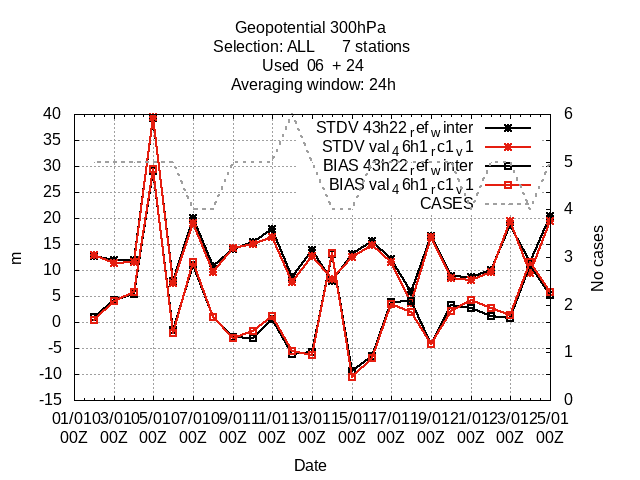 Geopotential 300hPa
Selection: ALL 7 stations
Used 06 + 24
Averaging window: 24h
STDV 43h22_ref_winter
STDV val_46h1_rc1_v1
BIAS 43h22_ref_winter
BIAS val_46h1_rc1_v1
CASES
40
35
30
25
20
15
10
5
0
-5
-10
-15
m
6
5
4
3
2
1
0
No cases
01/01 03/01 05/01 07/01 09/01 11/01 13/01 15/01 17/01 19/01 21/01 23/01 25/01
00Z 00Z 00Z 00Z 00Z 00Z 00Z 00Z 00Z 00Z 00Z 00Z 00Z
Date